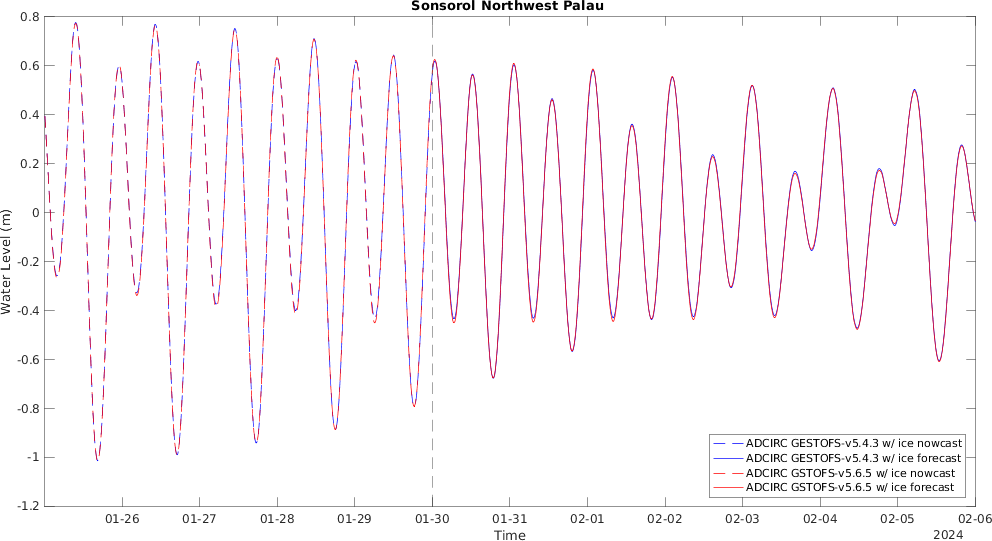 Sonsorol Northwest Palau
0.8
0.6
0.4
0.2
0
-0.2
-0.4
-0.6
-0.8
-1
-1.2
Water Level (m)
ADCIRC GESTOFS-v5.4.3 w/ ice nowcast
ADCIRC GESTOFS-v5.4.3 w/ ice forecast
ADCIRC GSTOFS-v5.6.5 w/ ice nowcast
ADCIRC GSTOFS-v5.6.5 w/ ice forecast
01-26 01-27 01-28 01-29 01-30 01-31 02-01 02-02 02-03 02-04 02-05 02-06
Time
2024